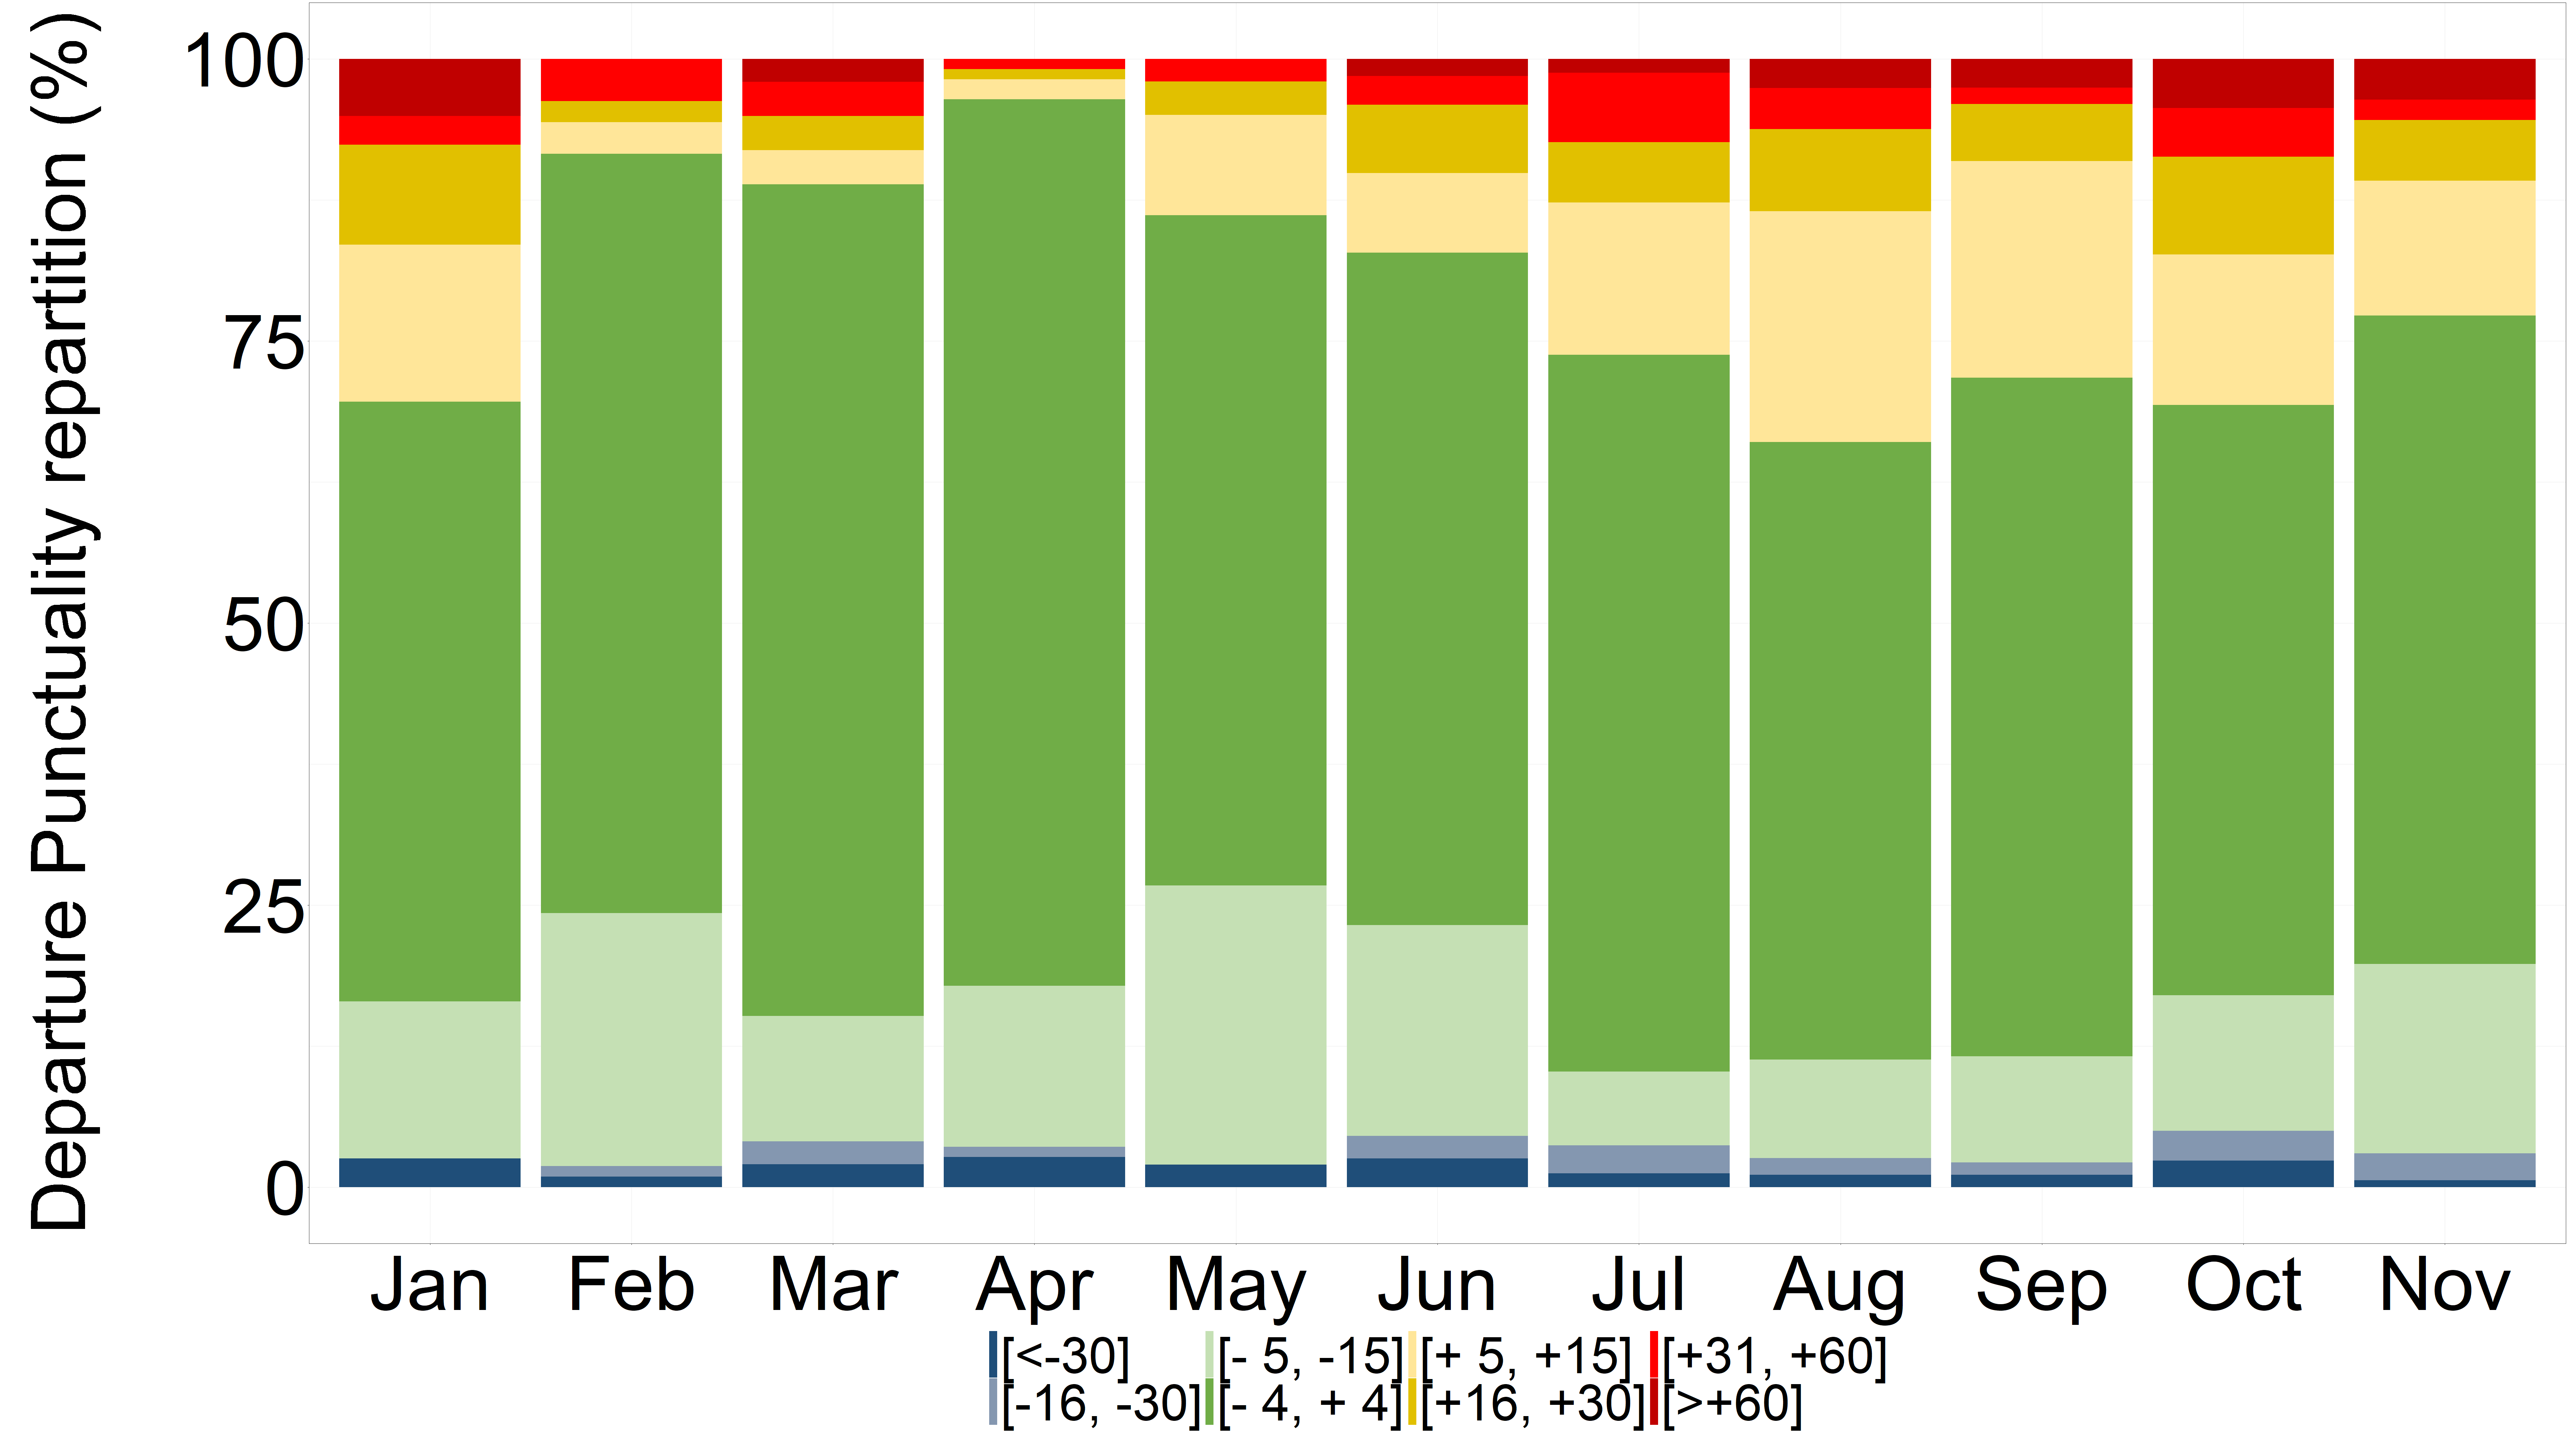 Departure Punctuality repartition (%)
100
75
50
25
0
Jan Feb Mar Apr May Jun Jul Aug Sep Oct Nov
[<-30] [- 5, -15] [+ 5, +15] [+31, +60]
[-16, -30] [- 4, + 4] [+16, +30] [>+60]